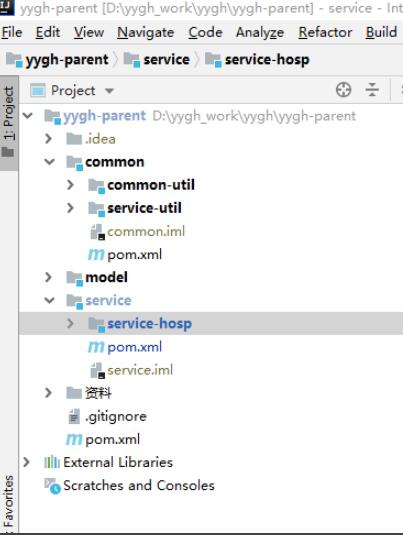 yygh-parent [D:\yygh_work\yygh\yygh-parent] - service - Int
File Edit View Navigate Code Analyze Refactor Build
yygh-parent service service-hosp
1: Project
Project
yygh-parent D:\yygh_work\yygh\yygh-parent
.idea
common
common-util
service-util
common.iml
pom.xml
model
service
service-hosp
pom.xml
service.iml
资料
.gitignore
pom.xml
External Libraries
Scratches and Consoles
Favorites